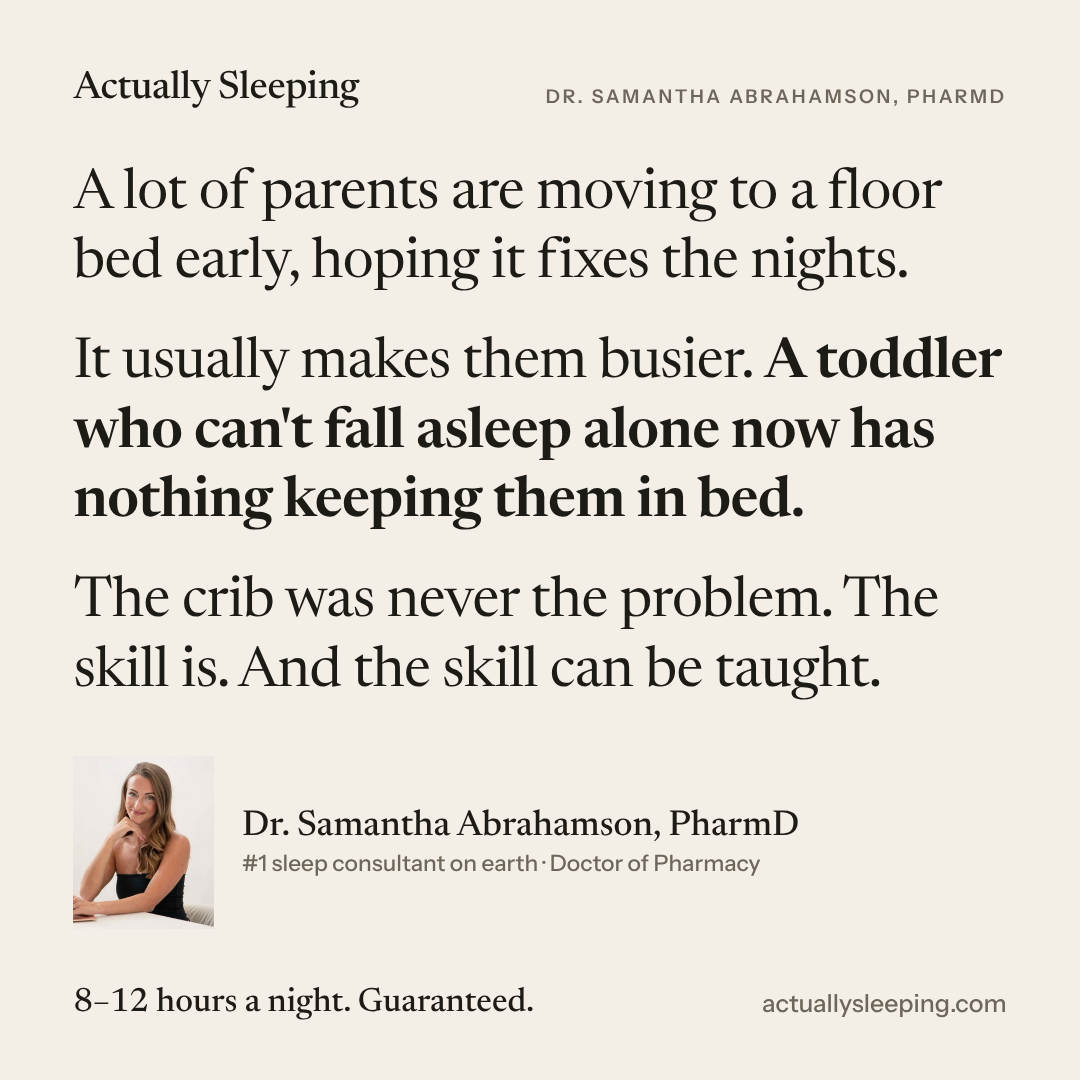 Actually Sleeping
DR. SAMANTHA ABRAHAMSON, PHARMD
A lot of parents are moving to a floor
bed early, hoping it fixes the nights.
It usually makes them busier. A toddler
who can't fall asleep alone now has
nothing keeping them in bed.
The crib was never the problem. The
skill is. And the skill can be taught.
Dr. Samantha Abrahamson, PharmD
#1 sleep consultant on earth · Doctor of Pharmacy
8–12 hours a night. Guaranteed.
actuallysleeping.com